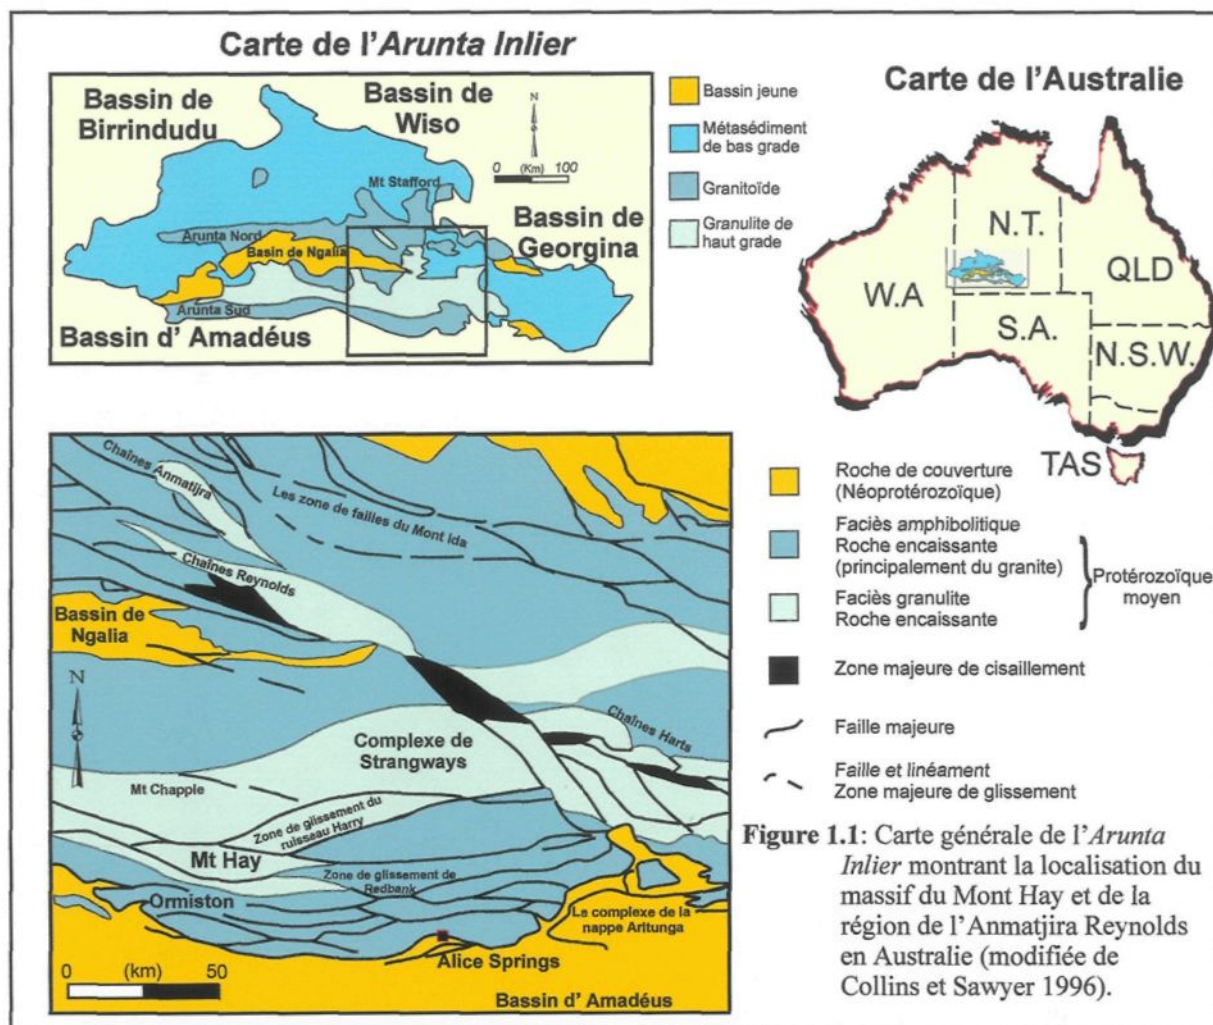 Carte de l'Arunta Inlier
Bassin de
Birrindudu
Bassin de
Wiso
N
0 (Km) 100
Mt Stafford
Arunta Nord
Basin de Ngalia
Bassin de
Georgina
Arunta Sud
Bassin d' Amadéus
Bassin jeune
Métasédiment
de bas grade
Granitoïde
Granulite de
haut grade
Carte de l'Australie
N.T.
W.A
QLD
S.A.
N.S.W.
TAS
Chaînes Anmatijra
Les zone de failles du Mont Ida
Chaînes Reynolds
Bassin de
Ngalia
N
Complexe de
Strangways
Chaînes Harts
Mt Chapple
Zone de glissement du
ruisseau Harry
Mt Hay
Zone de glissement de
Redbank
Ormiston
La complexe de la
nappe Arltunga
Alice Springs
0 (km) 50
Bassin d' Amadéus
Roche de couverture
(Néoprotérozoïque)
Faciès amphibolitique
Roche encaissante
(principalement du granite)
Faciès granulite
Roche encaissante
Protérozoïque
moyen
Zone majeure de cisaillement
Faille majeure
Faille et linéament
Zone majeure de glissement
Figure 1.1: Carte générale de l'Arunta
Inlier montrant la localisation du
massif du Mont Hay et de la
région de l'Anmatjira Reynolds
en Australie (modifiée de
Collins et Sawyer 1996).